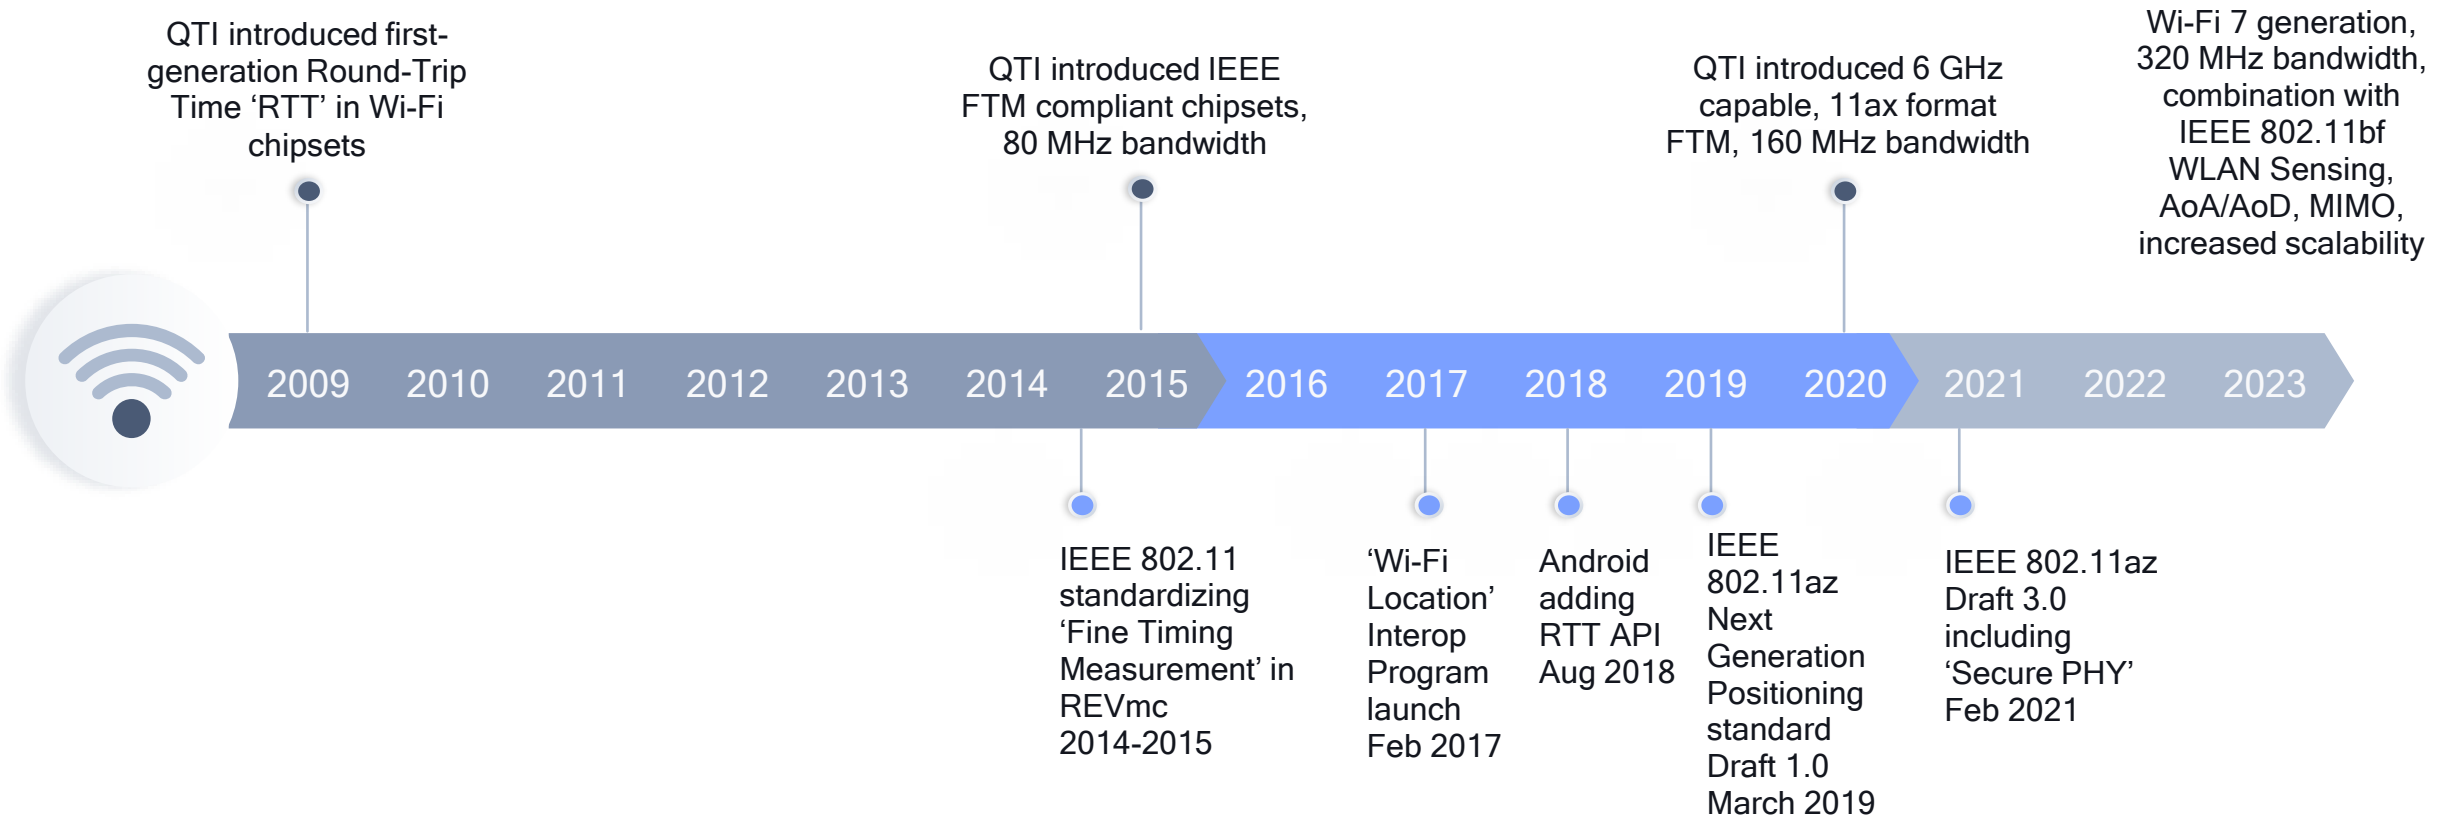 QTI introduced first-
generation Round-Trip
Time ‘RTT’ in Wi-Fi
chipsets
QTI introduced IEEE
FTM compliant chipsets,
80 MHz bandwidth
QTI introduced 6 GHz
capable, 11ax format
FTM, 160 MHz bandwidth
Wi-Fi 7 generation,
320 MHz bandwidth,
combination with
IEEE 802.11bf
WLAN Sensing,
AoA/AoD, MIMO,
increased scalability
2009 2010 2011 2012 2013 2014 2015 2016 2017 2018 2019 2020 2021 2022 2023
IEEE 802.11
standardizing
‘Fine Timing
Measurement’ in
REVmc
2014-2015
‘Wi-Fi
Location’
Interop
Program
launch
Feb 2017
Android
adding
RTT API
Aug 2018
IEEE
802.11az
Next
Generation
Positioning
standard
Draft 1.0
March 2019
IEEE 802.11az
Draft 3.0
including
‘Secure PHY’
Feb 2021